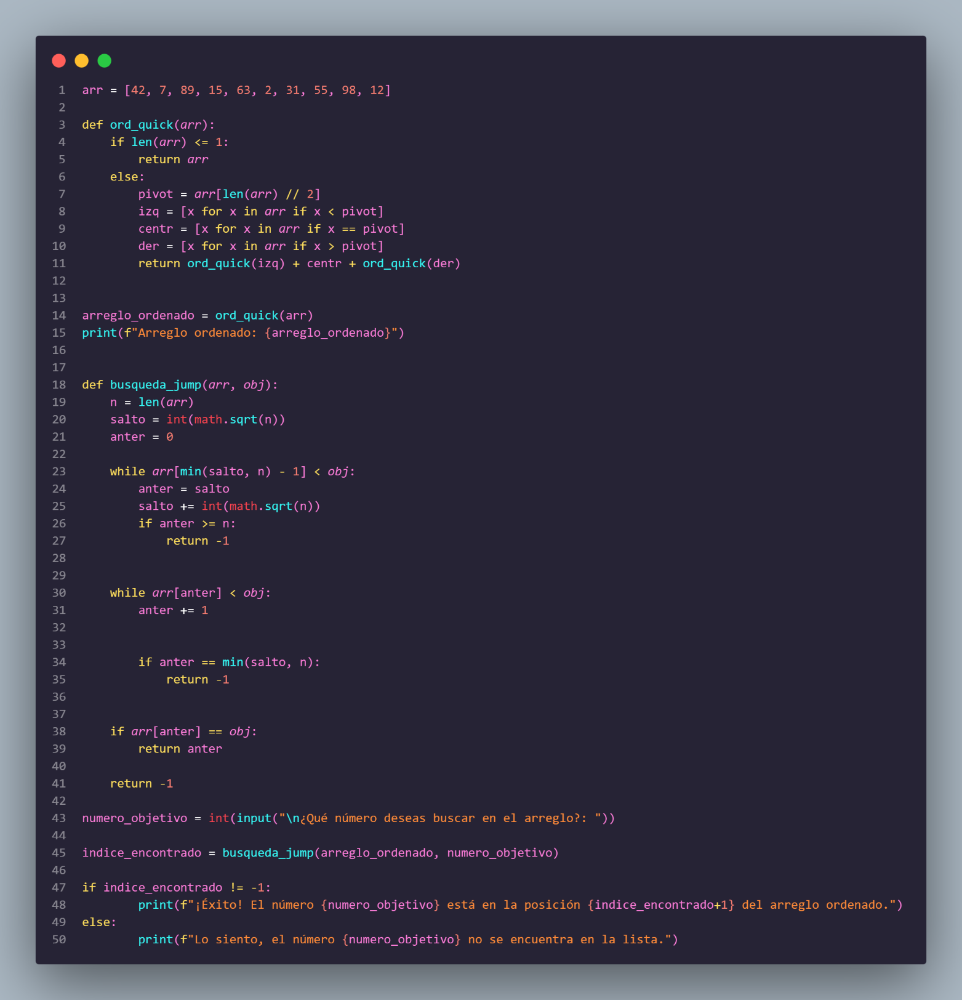 1 arr = [42, 7, 89, 15, 63, 2, 31, 55, 98, 12]
2
3 def ord_quick(arr):
4     if len(arr) <= 1:
5         return arr
6     else:
7         pivot = arr[len(arr) // 2]
8         izq = [x for x in arr if x < pivot]
9         centr = [x for x in arr if x == pivot]
10         der = [x for x in arr if x > pivot]
11         return ord_quick(izq) + centr + ord_quick(der)
12
13
14 arreglo_ordenado = ord_quick(arr)
15 print(f"Arreglo ordenado: {arreglo_ordenado}")
16
17
18 def busqueda_jump(arr, obj):
19     n = len(arr)
20     salto = int(math.sqrt(n))
21     anter = 0
22
23     while arr[min(salto, n) - 1] < obj:
24         anter = salto
25         salto += int(math.sqrt(n))
26         if anter >= n:
27             return -1
28
29
30     while arr[anter] < obj:
31         anter += 1
32
33
34         if anter == min(salto, n):
35             return -1
36
37
38     if arr[anter] == obj:
39         return anter
40
41     return -1
42
43 numero_objetivo = int(input("\n¿Qué número deseas buscar en el arreglo?: "))
44
45 indice_encontrado = busqueda_jump(arreglo_ordenado, numero_objetivo)
46
47 if indice_encontrado != -1:
48         print(f"¡Éxito! El número {numero_objetivo} está en la posición {indice_encontrado+1} del arreglo ordenado.")
49 else:
50         print(f"Lo siento, el número {numero_objetivo} no se encuentra en la lista.")